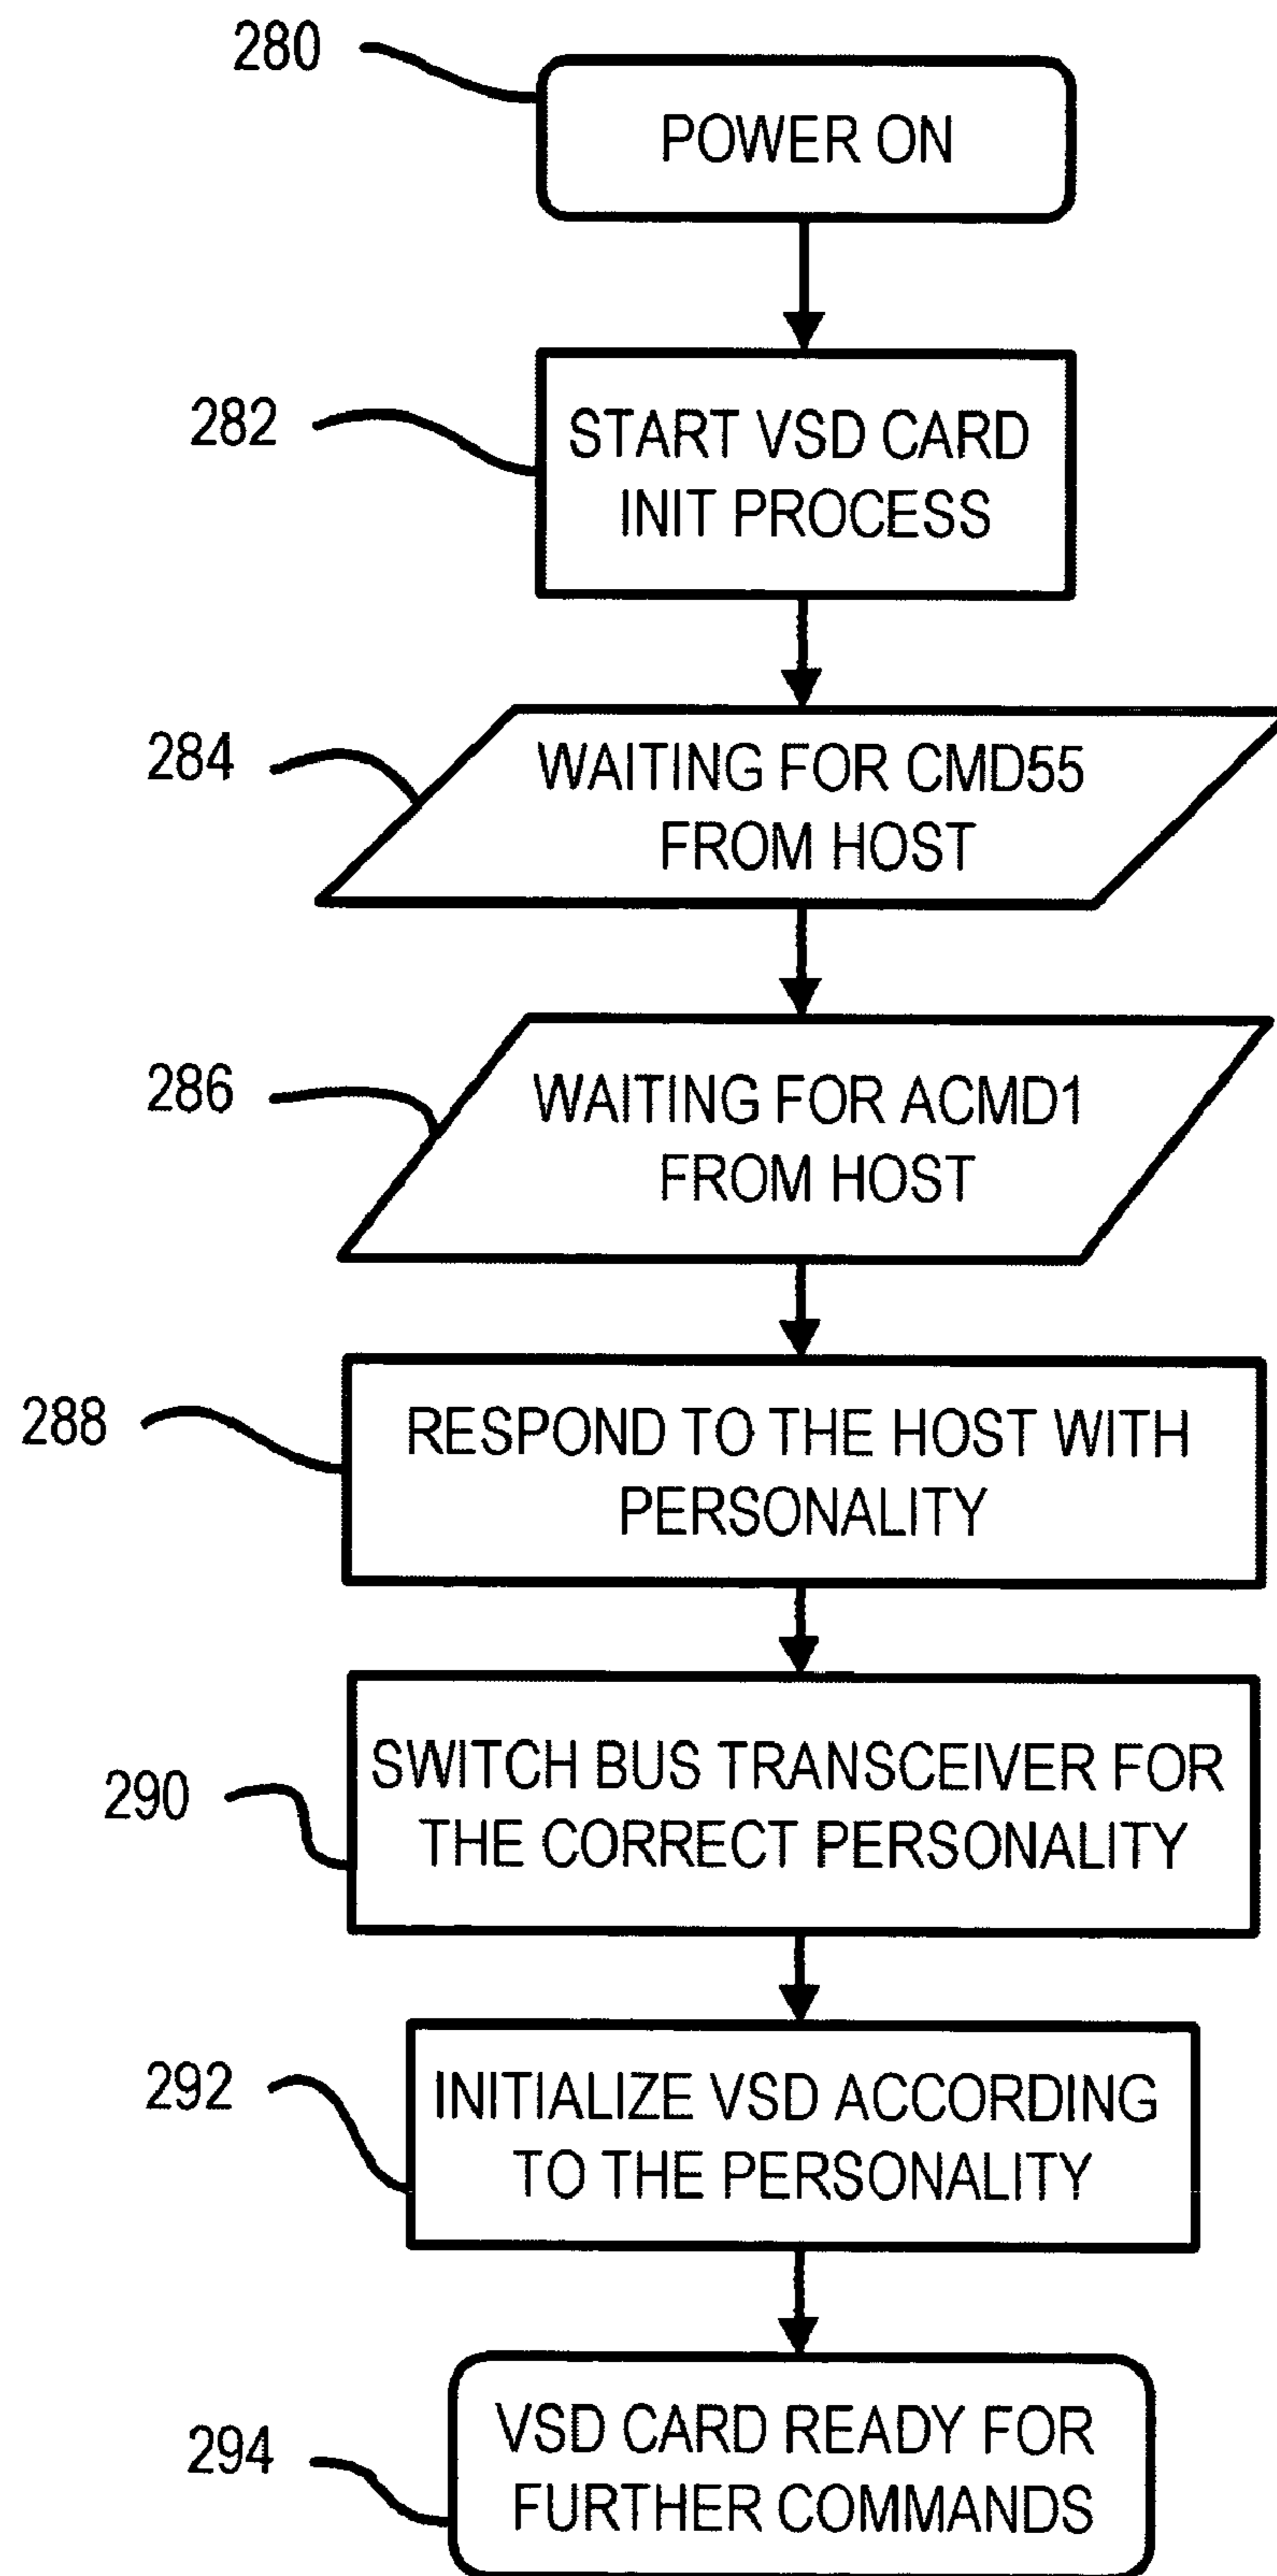 280
POWER ON
282
START VSD CARD
INIT PROCESS
284
WAITING FOR CMD55
FROM HOST
286
WAITING FOR ACMD1
FROM HOST
288
RESPOND TO THE HOST WITH
PERSONALITY
290
SWITCH BUS TRANSCEIVER FOR
THE CORRECT PERSONALITY
292
INITIALIZE VSD ACCORDING
TO THE PERSONALITY
294
VSD CARD READY FOR
FURTHER COMMANDS